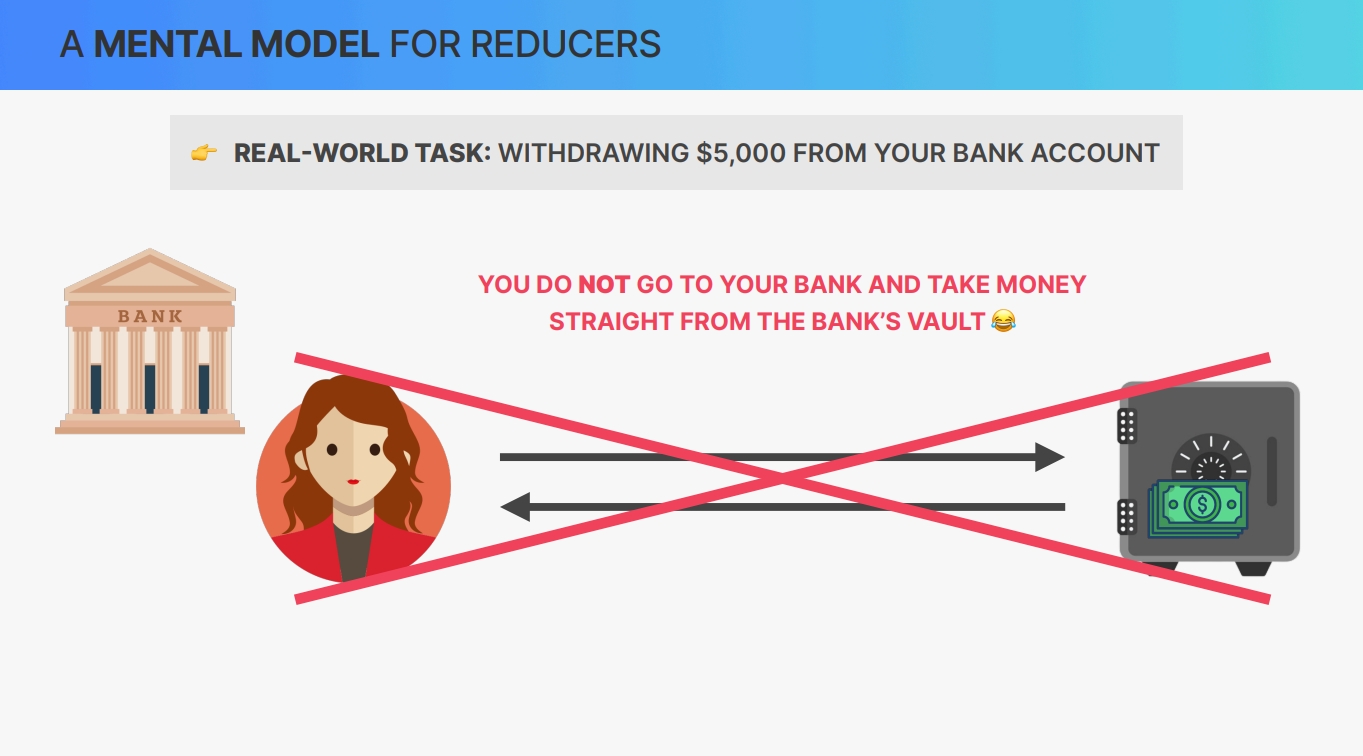 A MENTAL MODEL FOR REDUCERS
👉 REAL-WORLD TASK: WITHDRAWING $5,000 FROM YOUR BANK ACCOUNT
BANK
YOU DO NOT GO TO YOUR BANK AND TAKE MONEY
STRAIGHT FROM THE BANK’S VAULT 😂
$